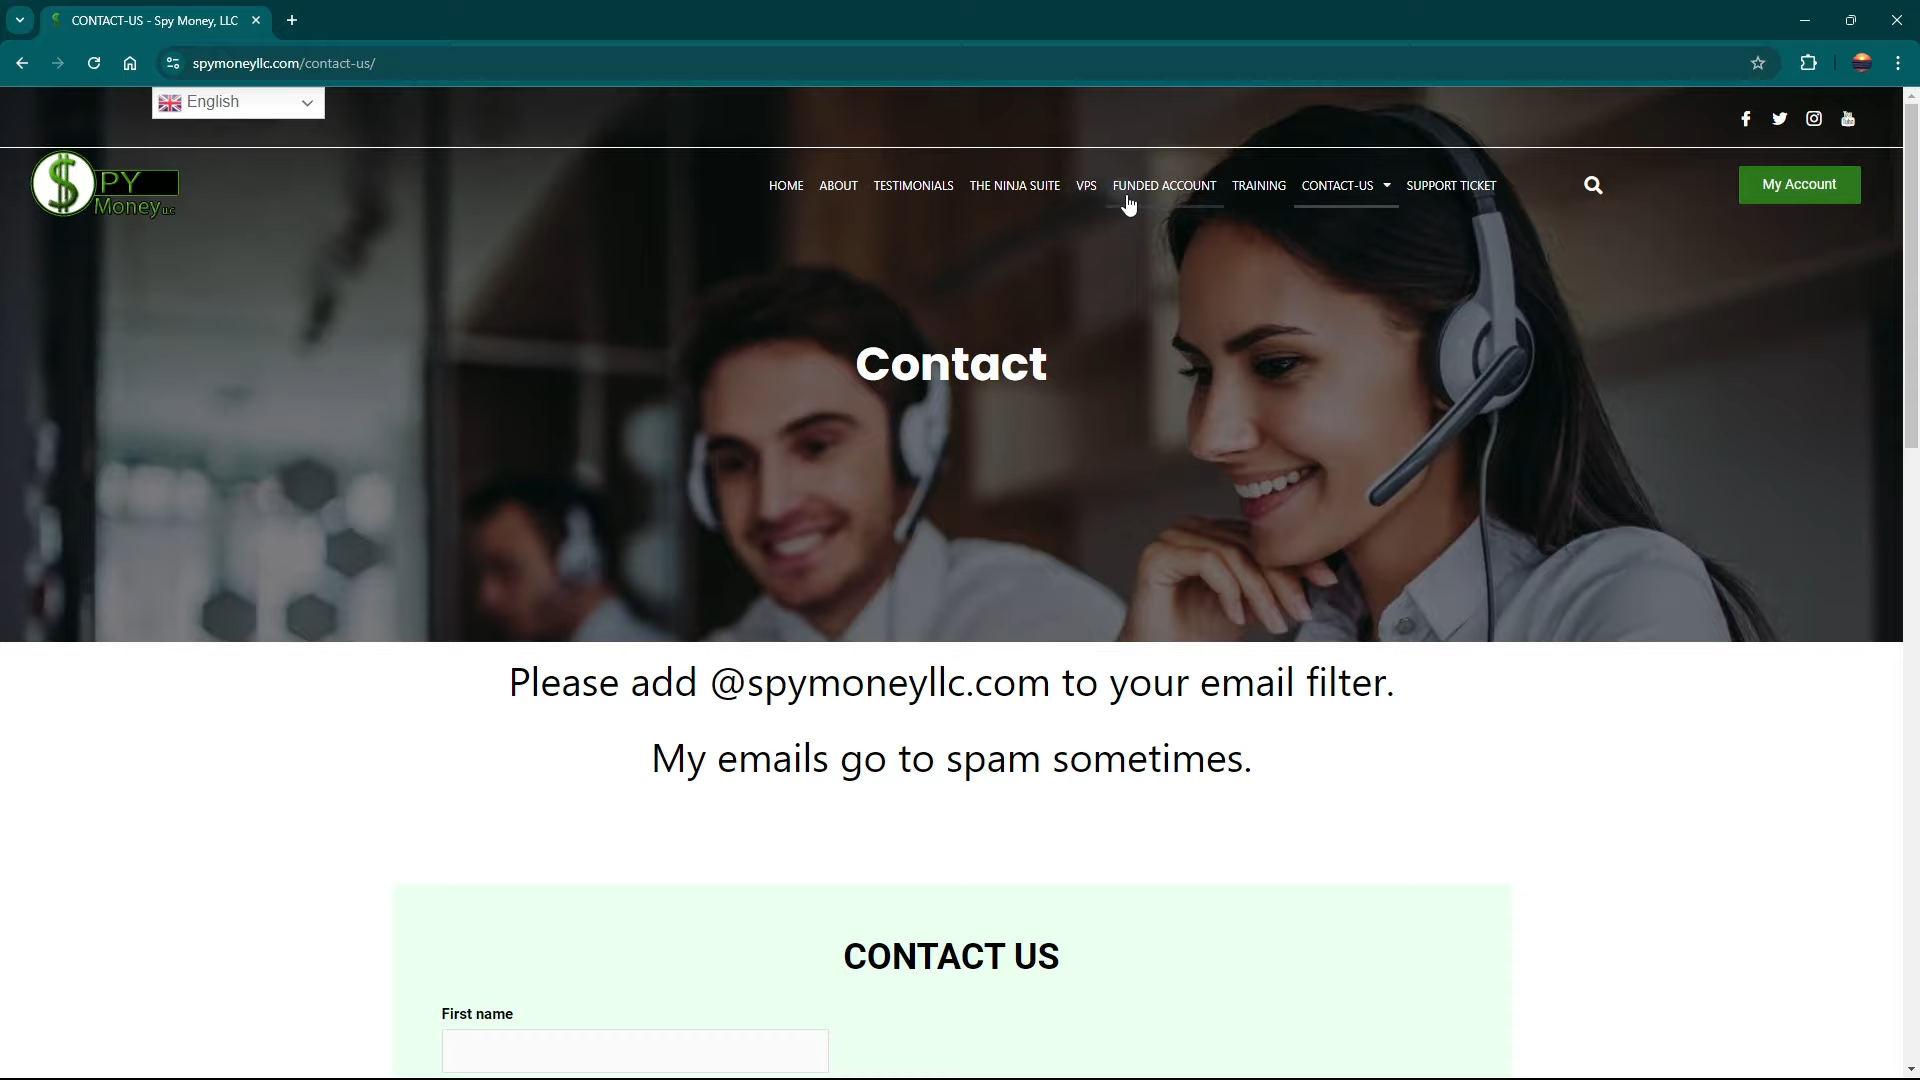 CONTACT-US - Spy Money, LLC
spymoneyllc.com/contact-us/
English
$PY
Money LLC
HOME ABOUT TESTIMONIALS THE NINJA SUITE VPS FUNDED ACCOUNT TRAINING CONTACT-US SUPPORT TICKET
My Account
Contact
Please add @spymoneyllc.com to your email filter.
My emails go to spam sometimes.
CONTACT US
First name